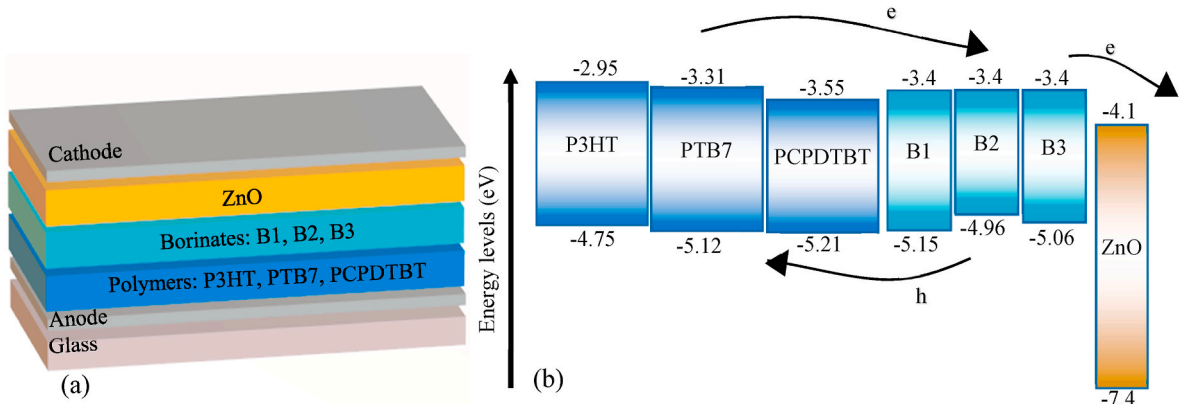 Cathode
ZnO
Borinates: B1, B2, B3
Polymers: P3HT, PTB7, PCPDTBT
Anode
Glass
(a)
Energy levels (eV)
e
e
-2.95
-3.31
-3.55
-3.4
-3.4
-3.4
-4.1
P3HT
PTB7
PCPDTBT
B1
B2
B3
ZnO
-4.75
-5.12
-5.21
-5.15
-4.96
-5.06
h
-7.4
(b)